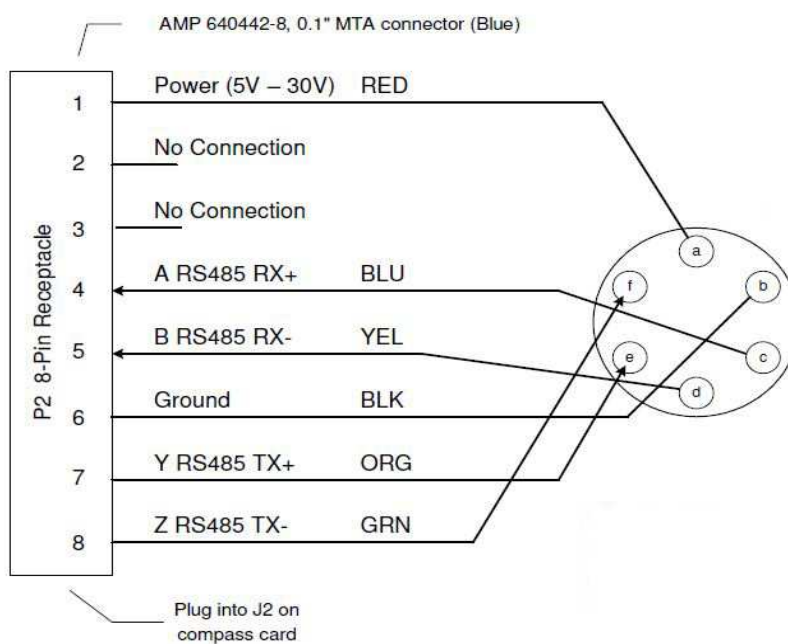 AMP 640442-8, 0.1" MTA connector (Blue)
P2 8-Pin Receptacle
1 Power (5V – 30V) RED
2 No Connection
3 No Connection
4 A RS485 RX+ BLU
5 B RS485 RX- YEL
6 Ground BLK
7 Y RS485 TX+ ORG
8 Z RS485 TX- GRN
a
f
b
e
c
d
Plug into J2 on
compass card